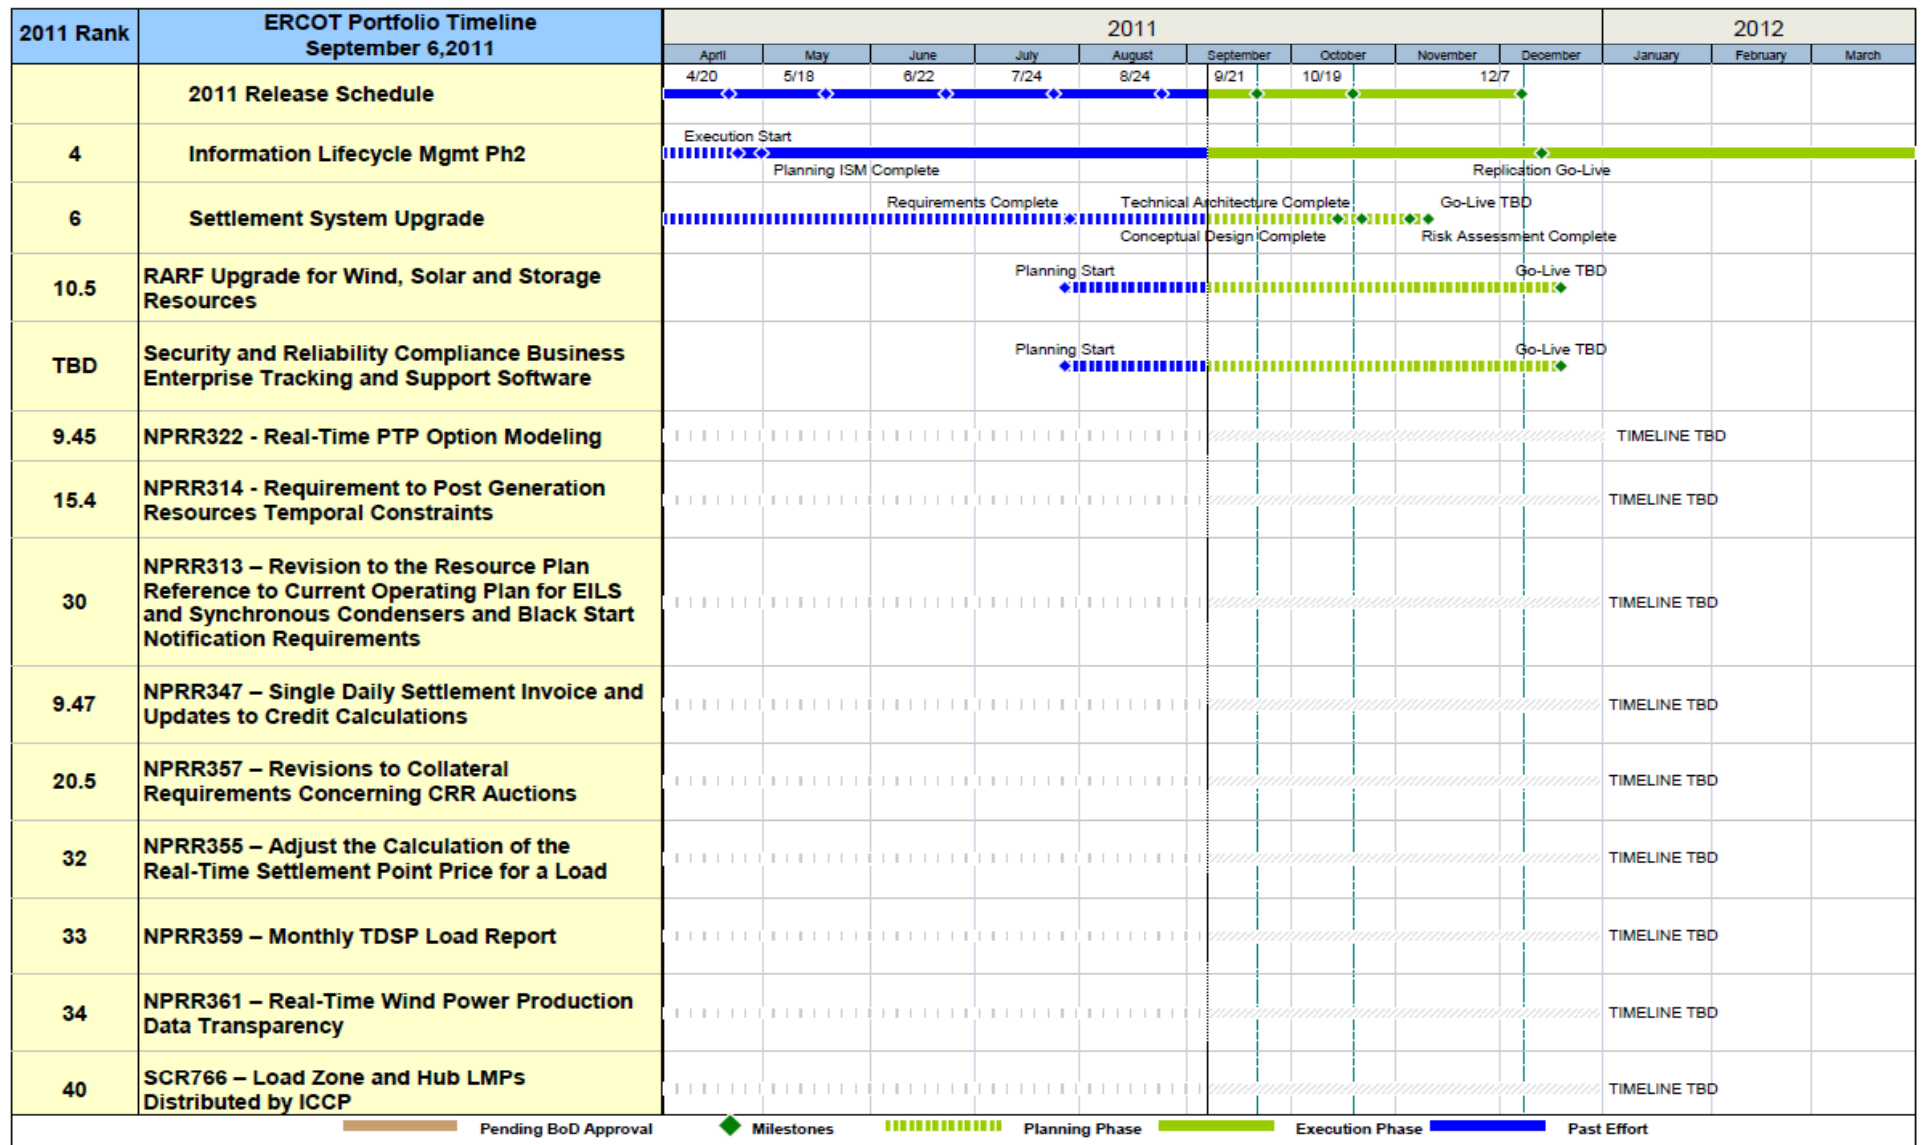 2011 Rank
ERCOT Portfolio Timeline
September 6,2011
2011
2012
April May June July August September October November December January February March
2011 Release Schedule
4/20 5/18 6/22 7/24 8/24 9/21 10/19 12/7
4
Information Lifecycle Mgmt Ph2
Execution Start
Planning ISM Complete
Replication Go-Live
6
Settlement System Upgrade
Requirements Complete
Technical Architecture Complete
Go-Live TBD
Conceptual Design Complete
Risk Assessment Complete
10.5
RARF Upgrade for Wind, Solar and Storage
Resources
Planning Start
Go-Live TBD
TBD
Security and Reliability Compliance Business
Enterprise Tracking and Support Software
Planning Start
Go-Live TBD
9.45
NPRR322 - Real-Time PTP Option Modeling
TIMELINE TBD
15.4
NPRR314 - Requirement to Post Generation
Resources Temporal Constraints
TIMELINE TBD
30
NPRR313 – Revision to the Resource Plan
Reference to Current Operating Plan for EILS
and Synchronous Condensers and Black Start
Notification Requirements
TIMELINE TBD
9.47
NPRR347 – Single Daily Settlement Invoice and
Updates to Credit Calculations
TIMELINE TBD
20.5
NPRR357 – Revisions to Collateral
Requirements Concerning CRR Auctions
TIMELINE TBD
32
NPRR355 – Adjust the Calculation of the
Real-Time Settlement Point Price for a Load
TIMELINE TBD
33
NPRR359 – Monthly TDSP Load Report
TIMELINE TBD
34
NPRR361 – Real-Time Wind Power Production
Data Transparency
TIMELINE TBD
40
SCR766 – Load Zone and Hub LMPs
Distributed by ICCP
TIMELINE TBD
Pending BoD Approval
Milestones
Planning Phase
Execution Phase
Past Effort